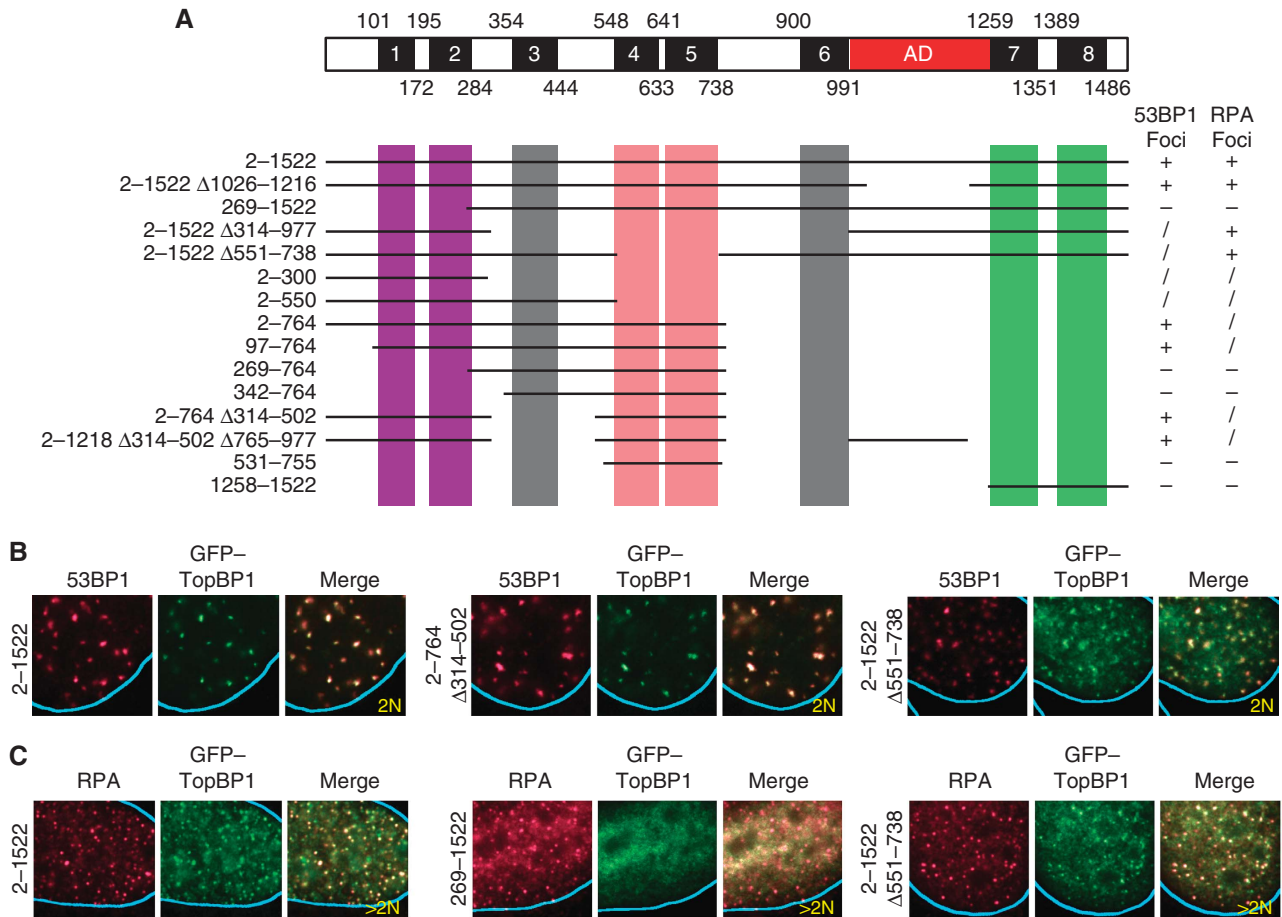 A
101 195 354 548 641 900 1259 1389
1 2 3 4 5 6 AD 7 8
172 284 444 633 738 991 1351 1486
53BP1 RPA
Foci Foci
2–1522 + +
2–1522 Δ1026–1216 + +
269–1522 – –
2–1522 Δ314–977 / +
2–1522 Δ551–738 / +
2–300 / /
2–550 / /
2–764 + /
97–764 + /
269–764 – –
342–764 – –
2–764 Δ314–502 + /
2–1218 Δ314–502 Δ765–977 + /
531–755 – –
1258–1522 – –
B
53BP1 GFP–TopBP1 Merge
2–1522
2N
53BP1 GFP–TopBP1 Merge
2–764
Δ314–502
2N
53BP1 GFP–TopBP1 Merge
2–1522
Δ551–738
2N
C
RPA GFP–TopBP1 Merge
2–1522
>2N
RPA GFP–TopBP1 Merge
269–1522
>2N
RPA GFP–TopBP1 Merge
2–1522
Δ551–738
>2N